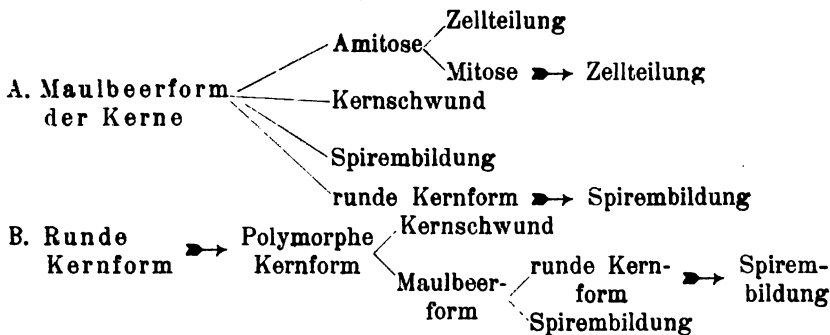 Zellteilung
Amitose
Mitose ➳ Zellteilung
A. Maulbeerform
der Kerne
Kernschwund
Spirembildung
runde Kernform ➳ Spirembildung
B. Runde
Kernform
Polymorphe
Kernform
Kernschwund
Maulbeer-
form
runde Kern-
form
Spirembildung
Spirem-
bildung